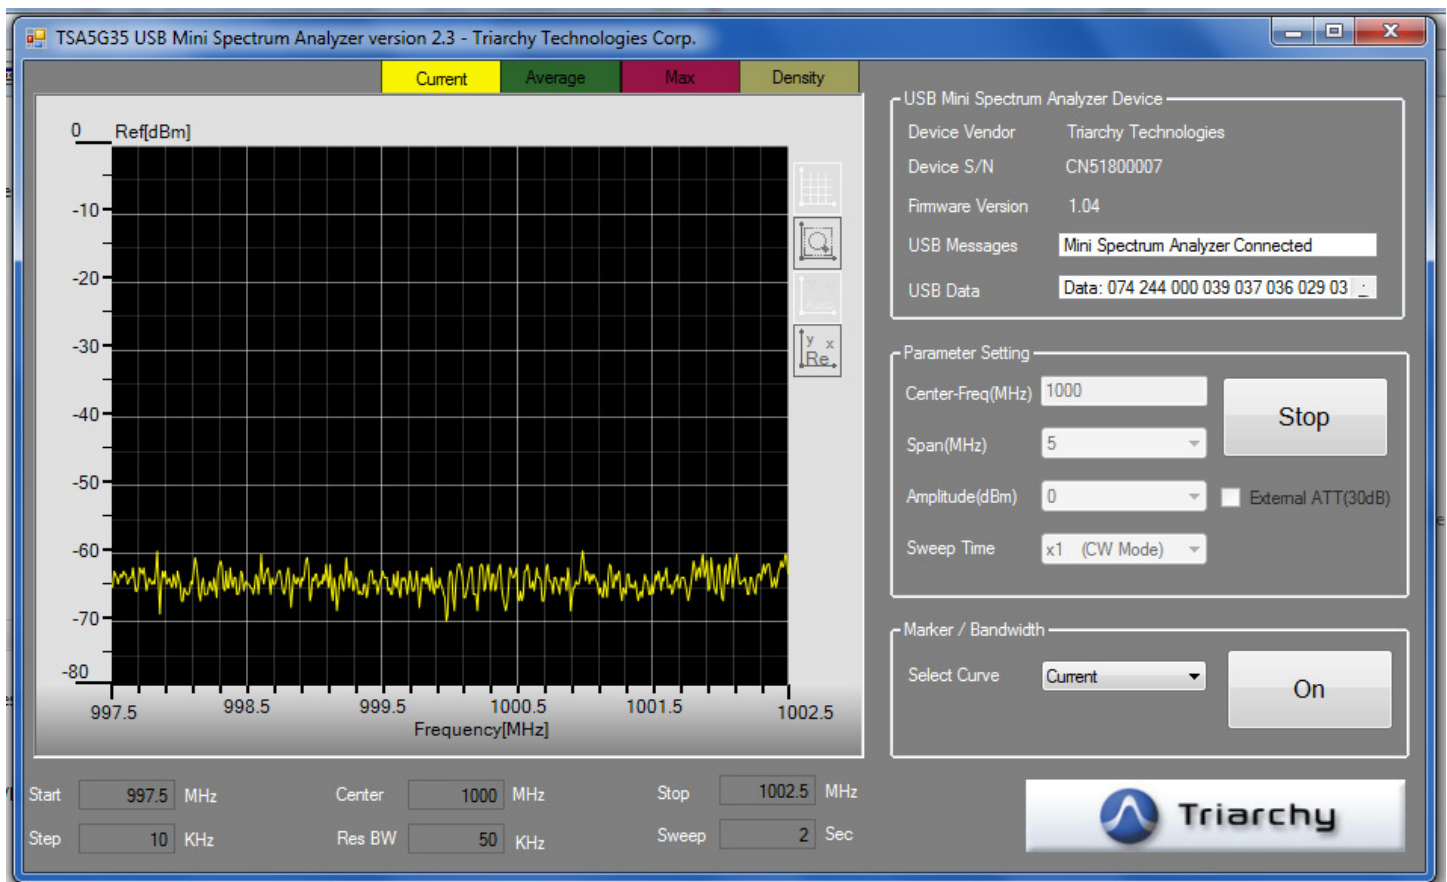 TSA5G35 USB Mini Spectrum Analyzer version 2.3 - Triarchy Technologies Corp.
Current Average Max Density
0 Ref[dBm]
-10
-20
-30
-40
-50
-60
-70
-80
997.5 998.5 999.5 1000.5 1001.5 1002.5
Frequency[MHz]
y x
Re
USB Mini Spectrum Analyzer Device
Device Vendor Triarchy Technologies
Device S/N CN51800007
Firmware Version 1.04
USB Messages Mini Spectrum Analyzer Connected
USB Data Data: 074 244 000 039 037 036 029 03
Parameter Setting
Center-Freq(MHz) 1000
Stop
Span(MHz) 5
Amplitude(dBm) 0 External ATT(30dB)
Sweep Time x1 (CW Mode)
Marker / Bandwidth
Select Curve Current
On
Start 997.5 MHz Center 1000 MHz Stop 1002.5 MHz
Step 10 KHz Res BW 50 KHz Sweep 2 Sec
Triarchy